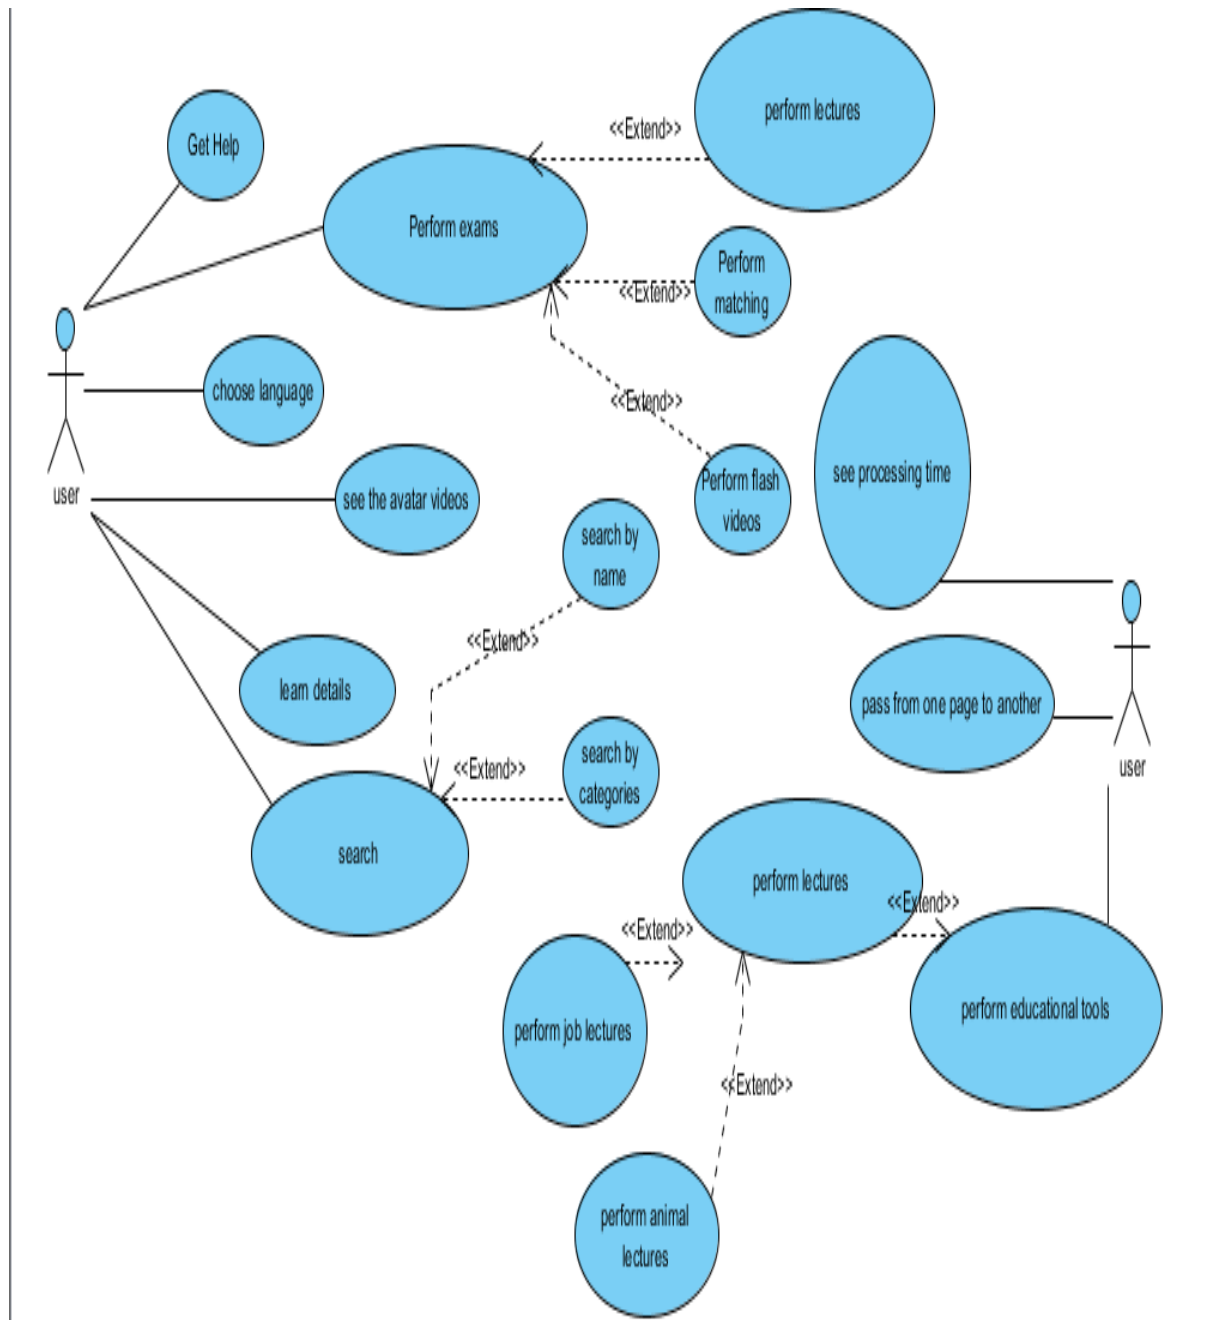 perform lectures
<<Extend>>
Get Help
Perform exams
Perform
matching
<<Extend>>
choose language
<<Extend>>
see processing time
Perform flash
videos
user
see the avatar videos
search by
name
<<Extend>>
learn details
pass from one page to another
user
search by
categories
<<Extend>>
search
perform lectures
<<Extend>>
<<Extend>>
perform educational tools
perform job lectures
<<Extend>>
perform animal
lectures